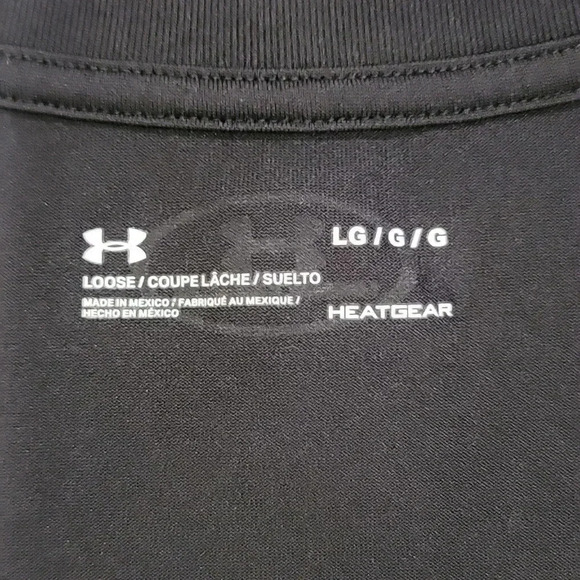 LG / G / G
LOOSE / COUPE LÂCHE / SUELTO
MADE IN MEXICO / FABRIQUÉ AU MEXIQUE /
HECHO EN MÉXICO
HEATGEAR